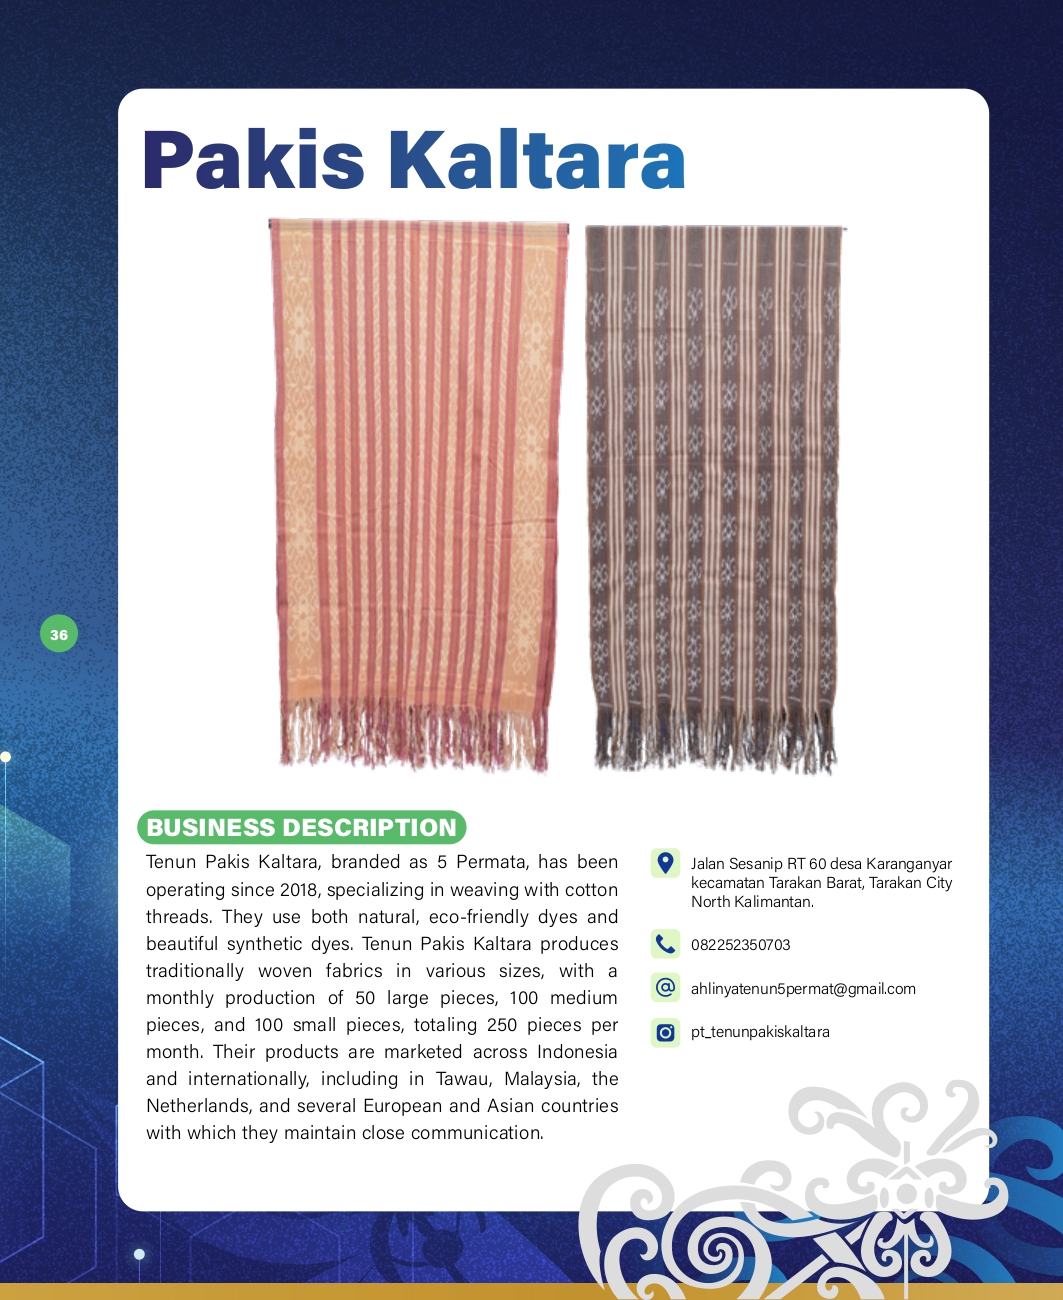 Pakis Kaltara
36
BUSINESS DESCRIPTION
Tenun Pakis Kaltara, branded as 5 Permata, has been
operating since 2018, specializing in weaving with cotton
threads. They use both natural, eco-friendly dyes and
beautiful synthetic dyes. Tenun Pakis Kaltara produces
traditionally woven fabrics in various sizes, with a
monthly production of 50 large pieces, 100 medium
pieces, and 100 small pieces, totaling 250 pieces per
month. Their products are marketed across Indonesia
and internationally, including in Tawau, Malaysia, the
Netherlands, and several European and Asian countries
with which they maintain close communication.
Jalan Sesanip RT 60 desa Karanganyar
kecamatan Tarakan Barat, Tarakan City
North Kalimantan.
082252350703
ahlinyatenun5permat@gmail.com
pt_tenunpakiskaltara